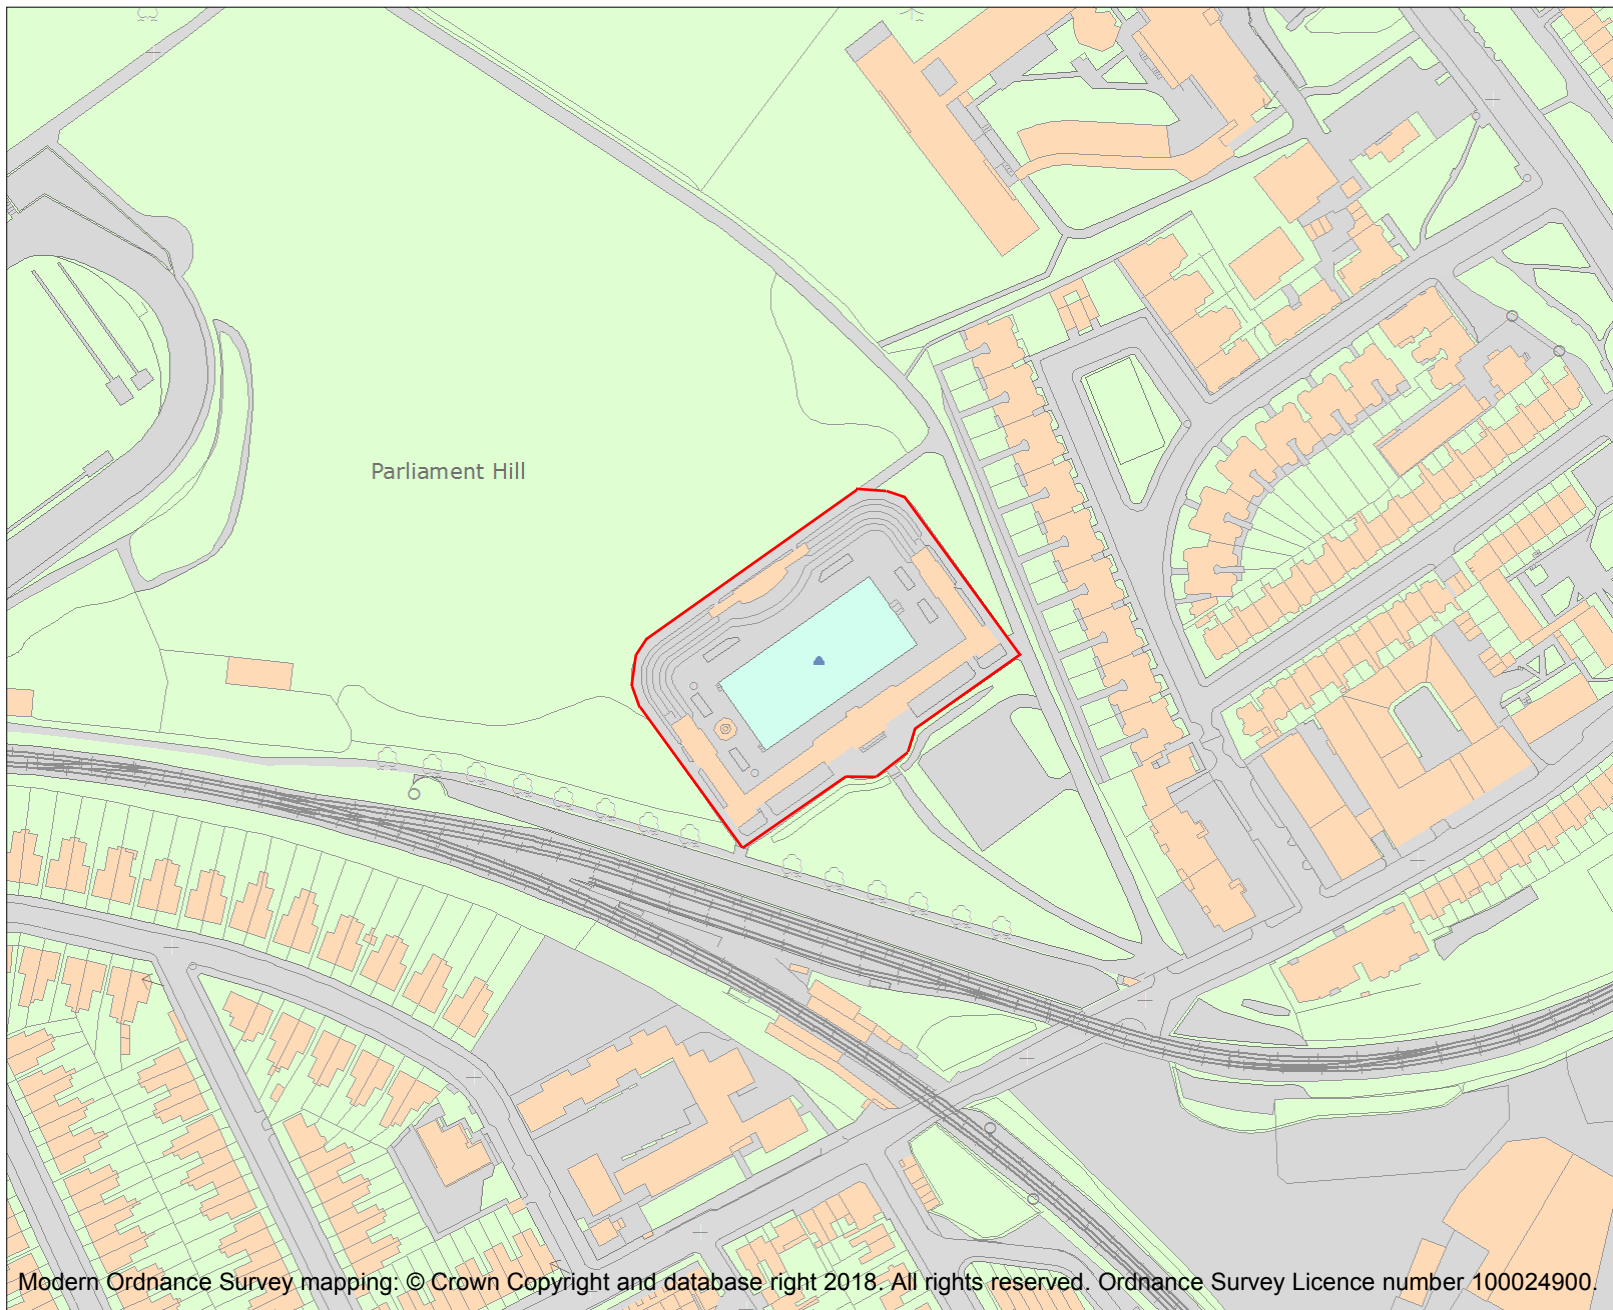 Parliament Hill
Modern Ordnance Survey mapping: © Crown Copyright and database right 2018. All rights reserved. Ordnance Survey Licence number 100024900.